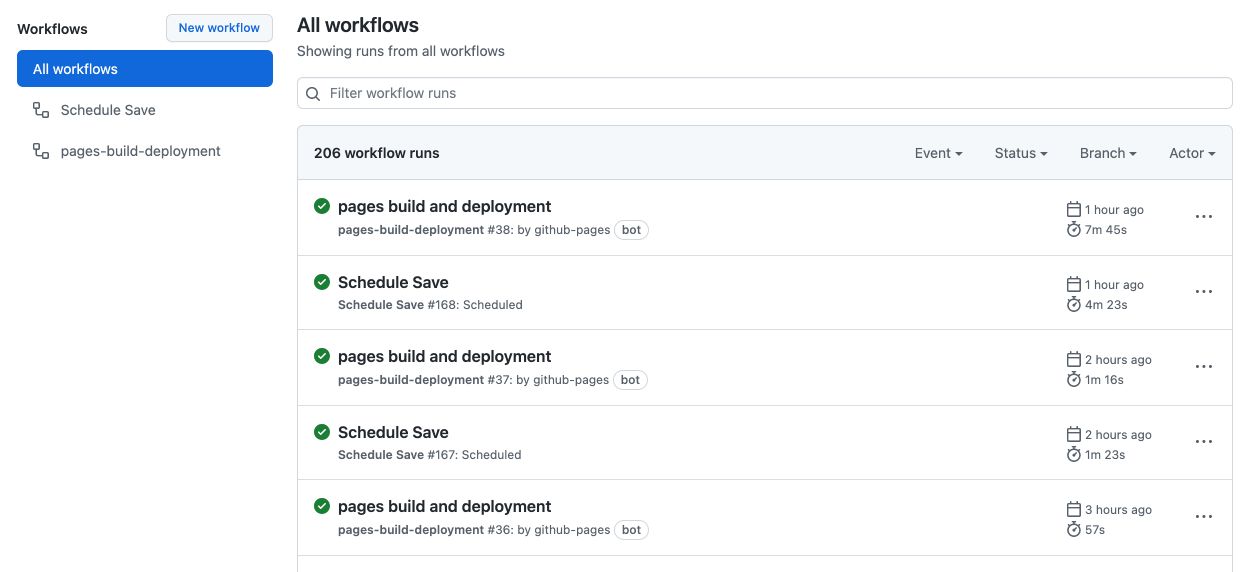 Workflows
New workflow
All workflows
Schedule Save
pages-build-deployment
All workflows
Showing runs from all workflows
Filter workflow runs
206 workflow runs
Event
Status
Branch
Actor
pages build and deployment
pages-build-deployment #38: by github-pages bot
1 hour ago
7m 45s
Schedule Save
Schedule Save #168: Scheduled
1 hour ago
4m 23s
pages build and deployment
pages-build-deployment #37: by github-pages bot
2 hours ago
1m 16s
Schedule Save
Schedule Save #167: Scheduled
2 hours ago
1m 23s
pages build and deployment
pages-build-deployment #36: by github-pages bot
3 hours ago
57s